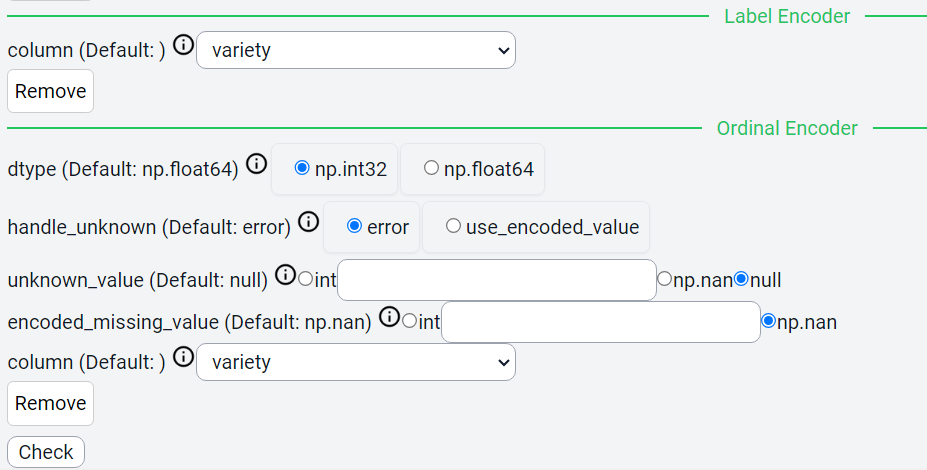 Label Encoder
column (Default: ) variety
Remove
Ordinal Encoder
dtype (Default: np.float64) np.int32 np.float64
handle_unknown (Default: error) error use_encoded_value
unknown_value (Default: null) int np.nan null
encoded_missing_value (Default: np.nan) int np.nan
column (Default: ) variety
Remove
Check